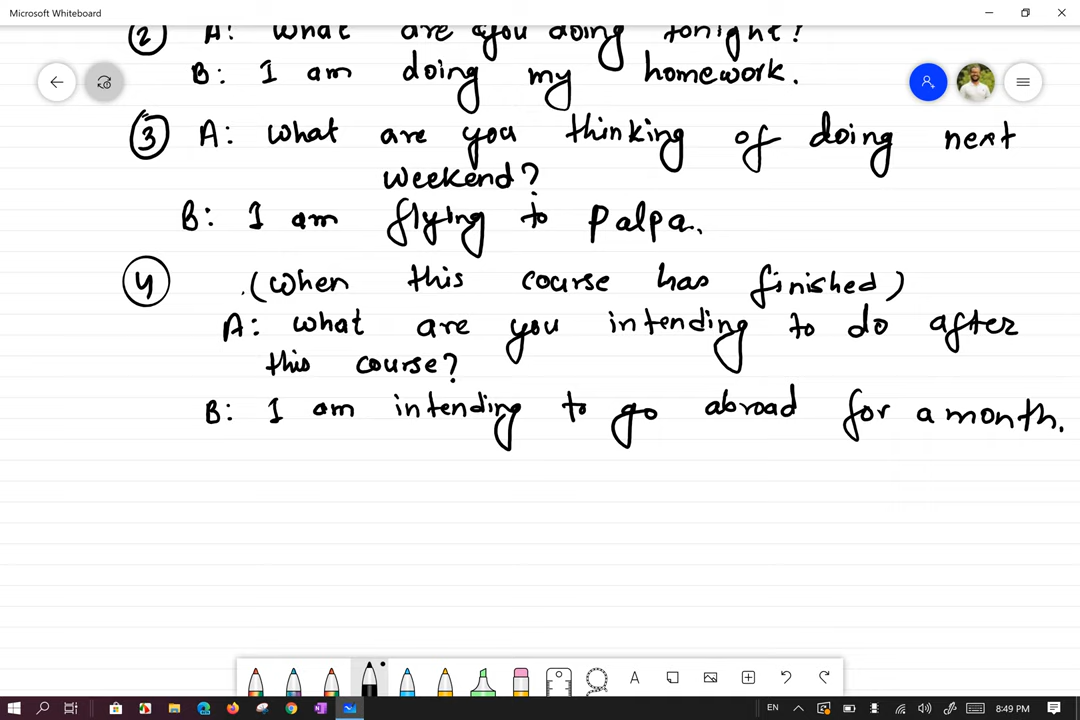 Microsoft Whiteboard
(2) A: What are you doing tonight?
B: I am doing my homework.
(3) A: What are you thinking of doing next
weekend?
B: I am flying to Palpa.
(4) (When this course has finished)
A: What are you intending to do after
this course?
B: I am intending to go abroad for a month.
EN 8:49 PM